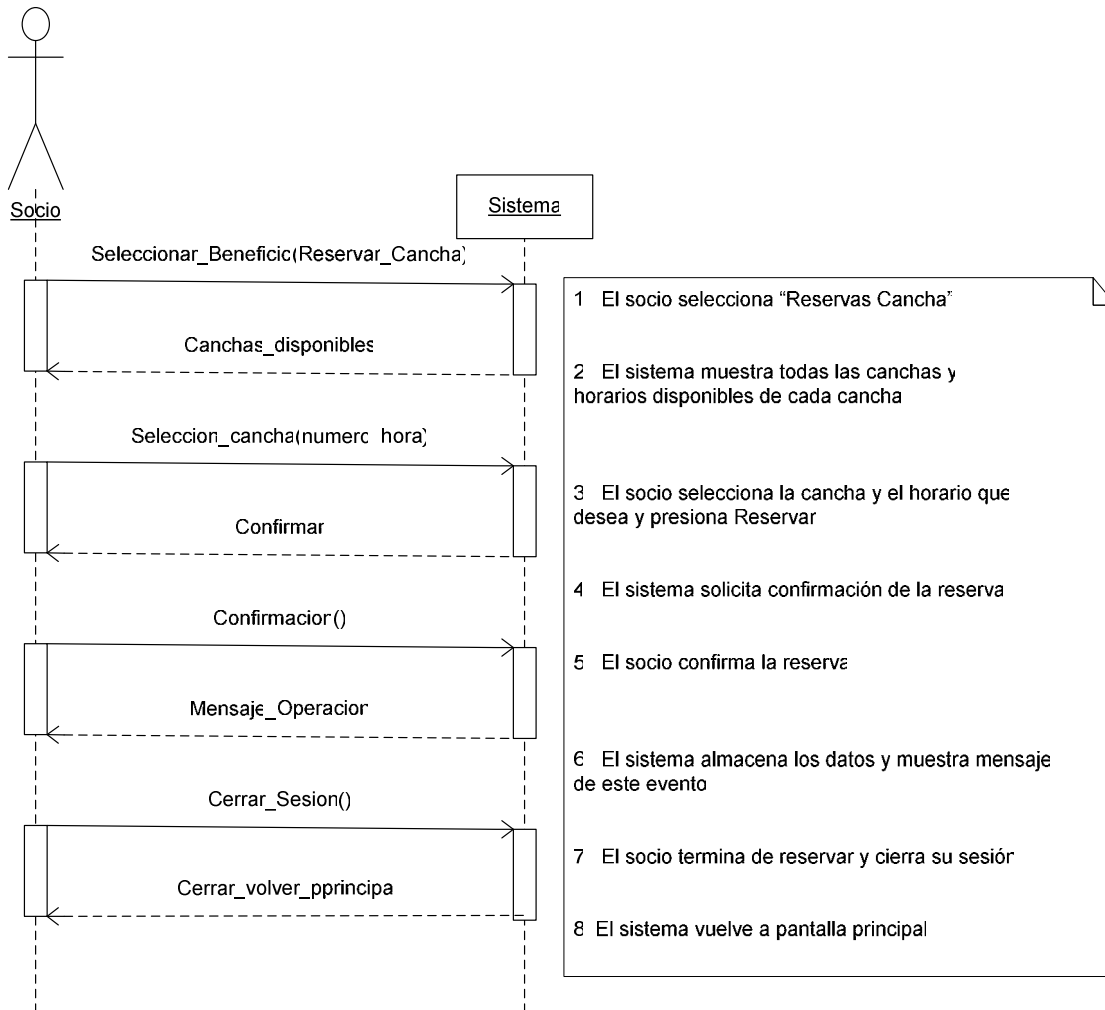 Socio
Sistema
Seleccionar_Beneficio(Reservar_Cancha)
Canchas_disponibles
Seleccion_cancha(numero hora)
Confirmar
Confirmacion()
Mensaje_Operacion
Cerrar_Sesion()
Cerrar_volver_pprincipa
1 El socio selecciona “Reservas Cancha”
2 El sistema muestra todas las canchas y
horarios disponibles de cada cancha
3 El socio selecciona la cancha y el horario que
desea y presiona Reservar
4 El sistema solicita confirmación de la reserva
5 El socio confirma la reserva
6 El sistema almacena los datos y muestra mensaje
de este evento
7 El socio termina de reservar y cierra su sesión
8 El sistema vuelve a pantalla principal